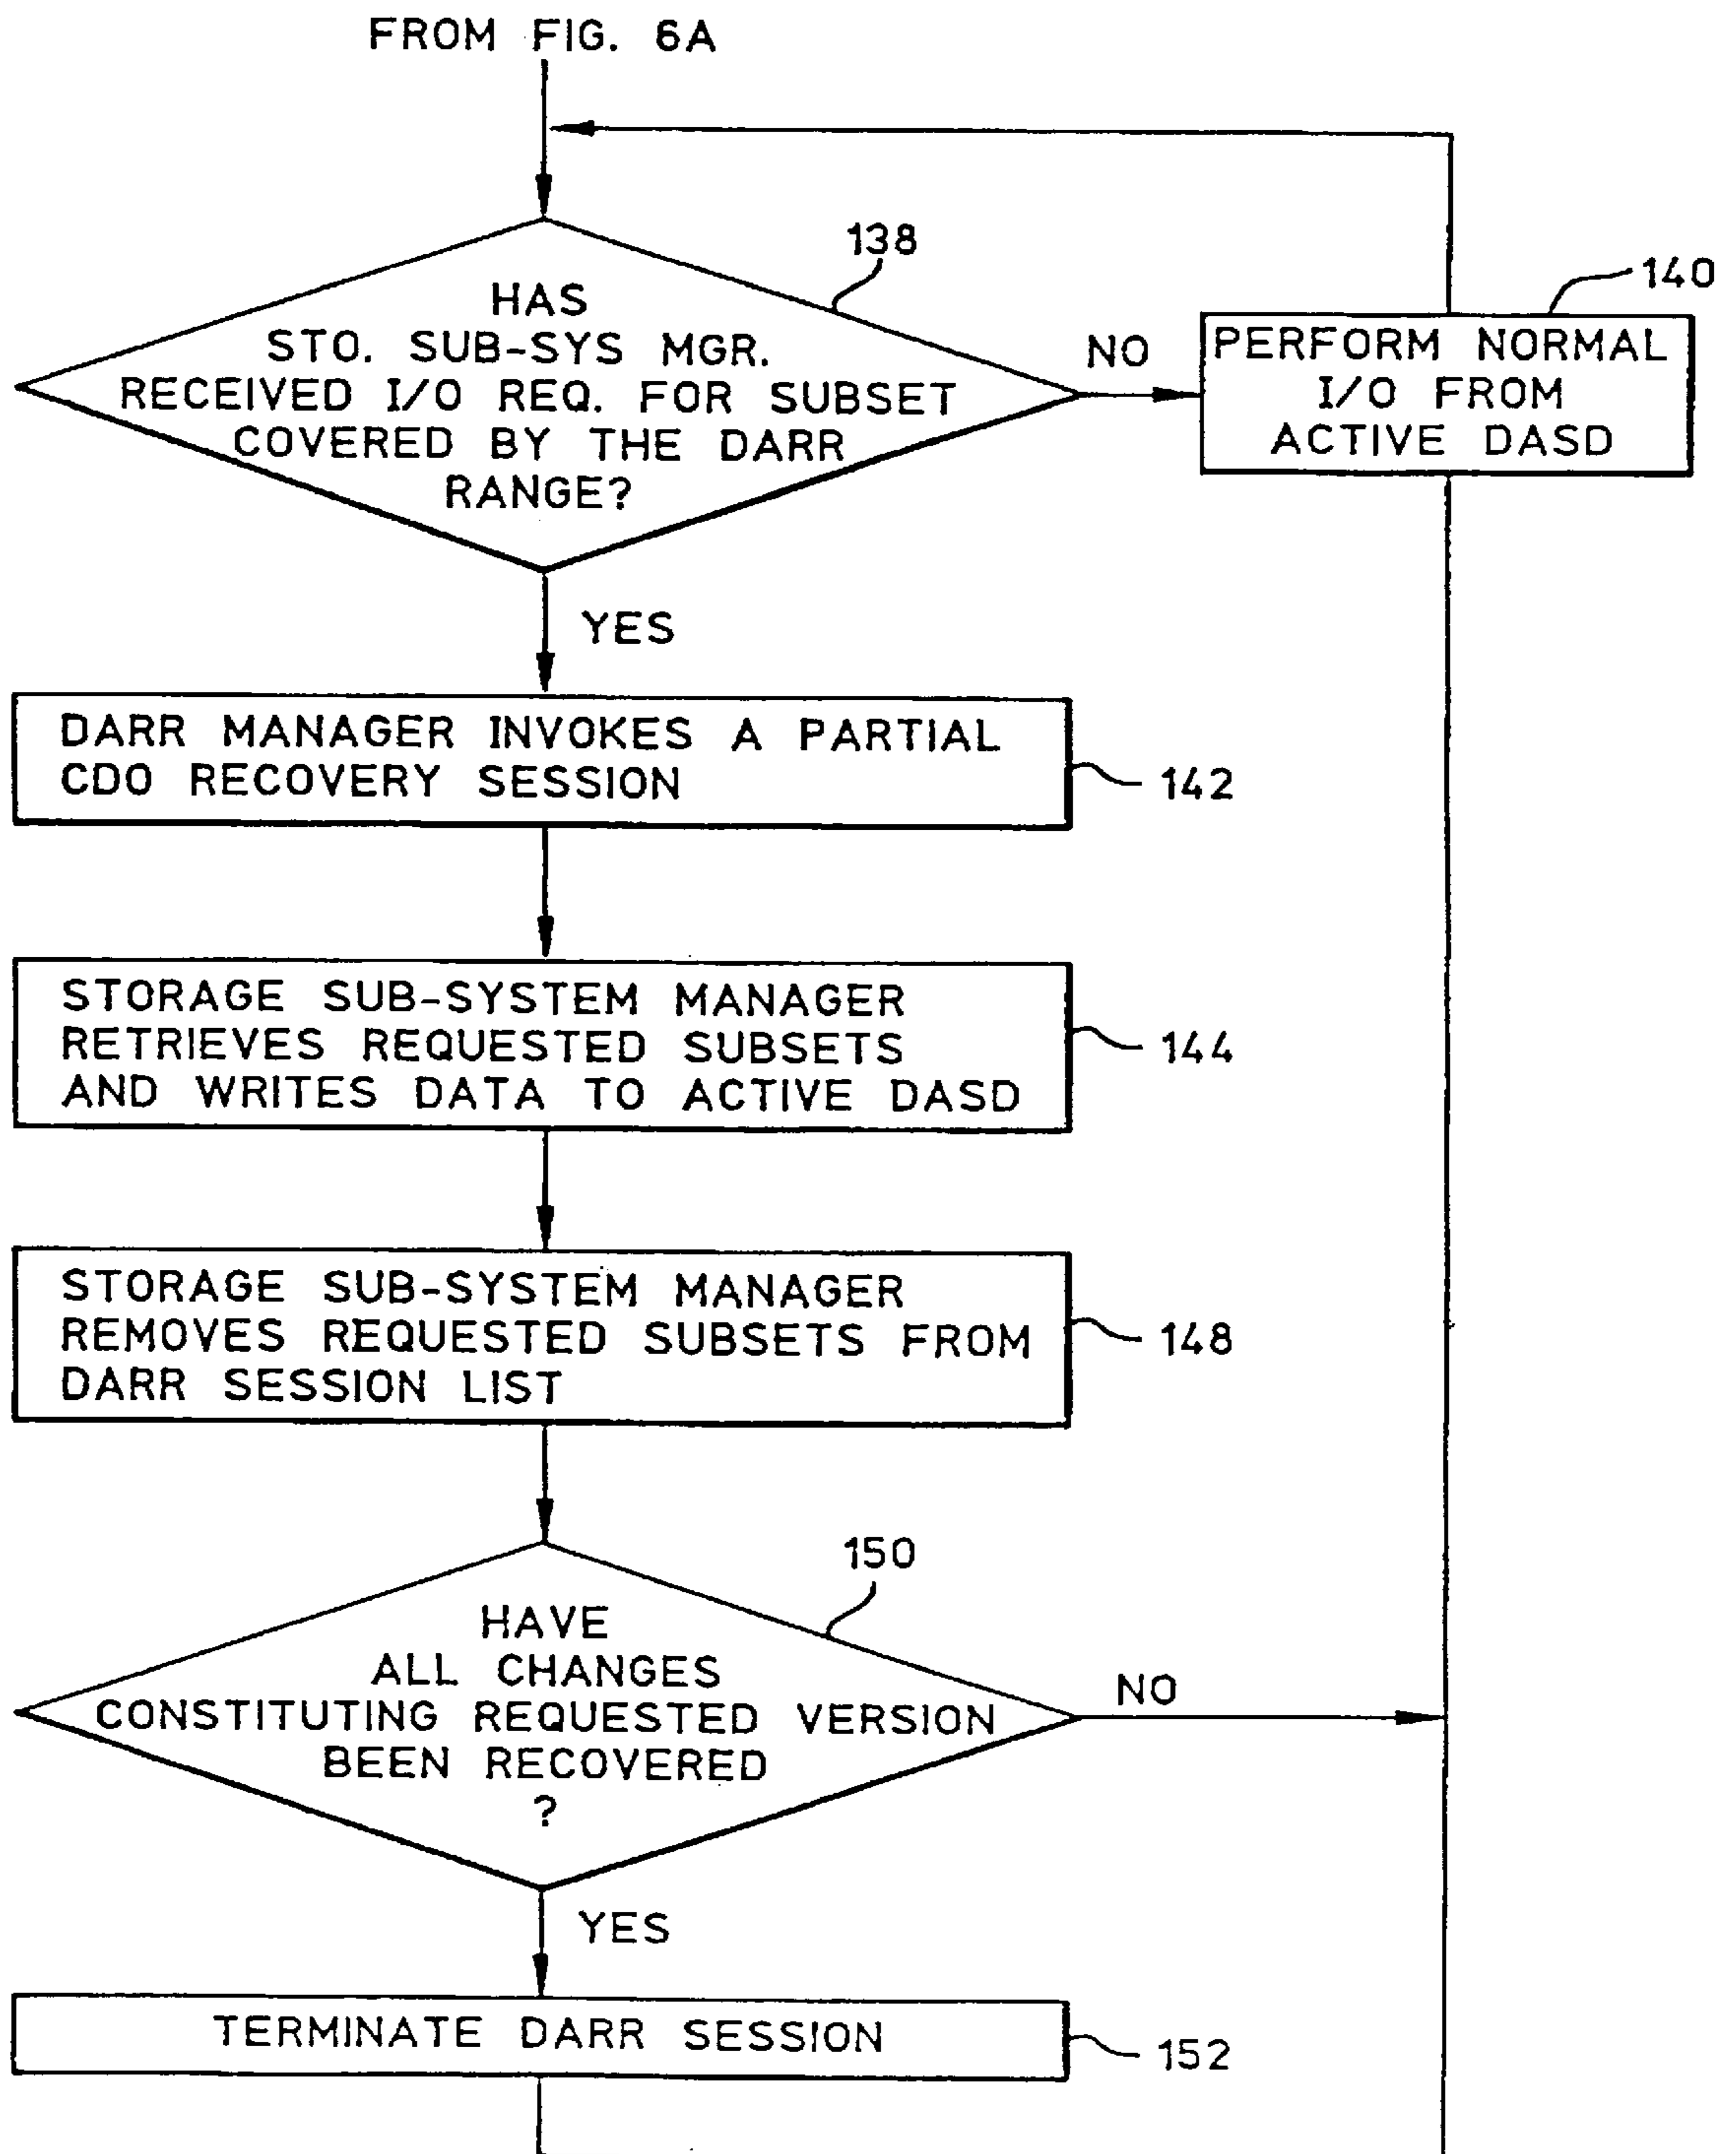 FROM FIG. 6A
138
HAS
STO. SUB-SYS MGR.
RECEIVED I/O REQ. FOR SUBSET
COVERED BY THE DARR
RANGE?
NO
140
PERFORM NORMAL
I/O FROM
ACTIVE DASD
YES
DARR MANAGER INVOKES A PARTIAL
CDO RECOVERY SESSION
142
STORAGE SUB-SYSTEM MANAGER
RETRIEVES REQUESTED SUBSETS
AND WRITES DATA TO ACTIVE DASD
144
STORAGE SUB-SYSTEM MANAGER
REMOVES REQUESTED SUBSETS FROM
DARR SESSION LIST
148
150
HAVE
ALL CHANGES
CONSTITUTING REQUESTED VERSION
BEEN RECOVERED
?
NO
YES
TERMINATE DARR SESSION
152